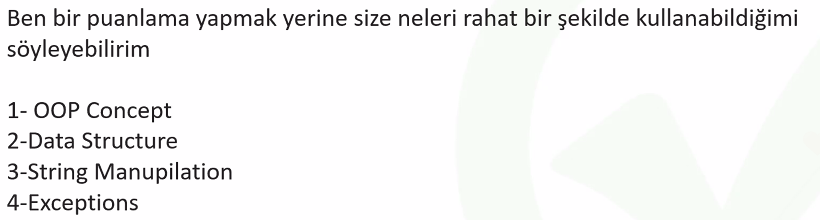 Ben bir puanlama yapmak yerine size neleri rahat bir şekilde kullanabildiğimi
söyleyebilirim
1- OOP Concept
2-Data Structure
3-String Manupilation
4-Exceptions